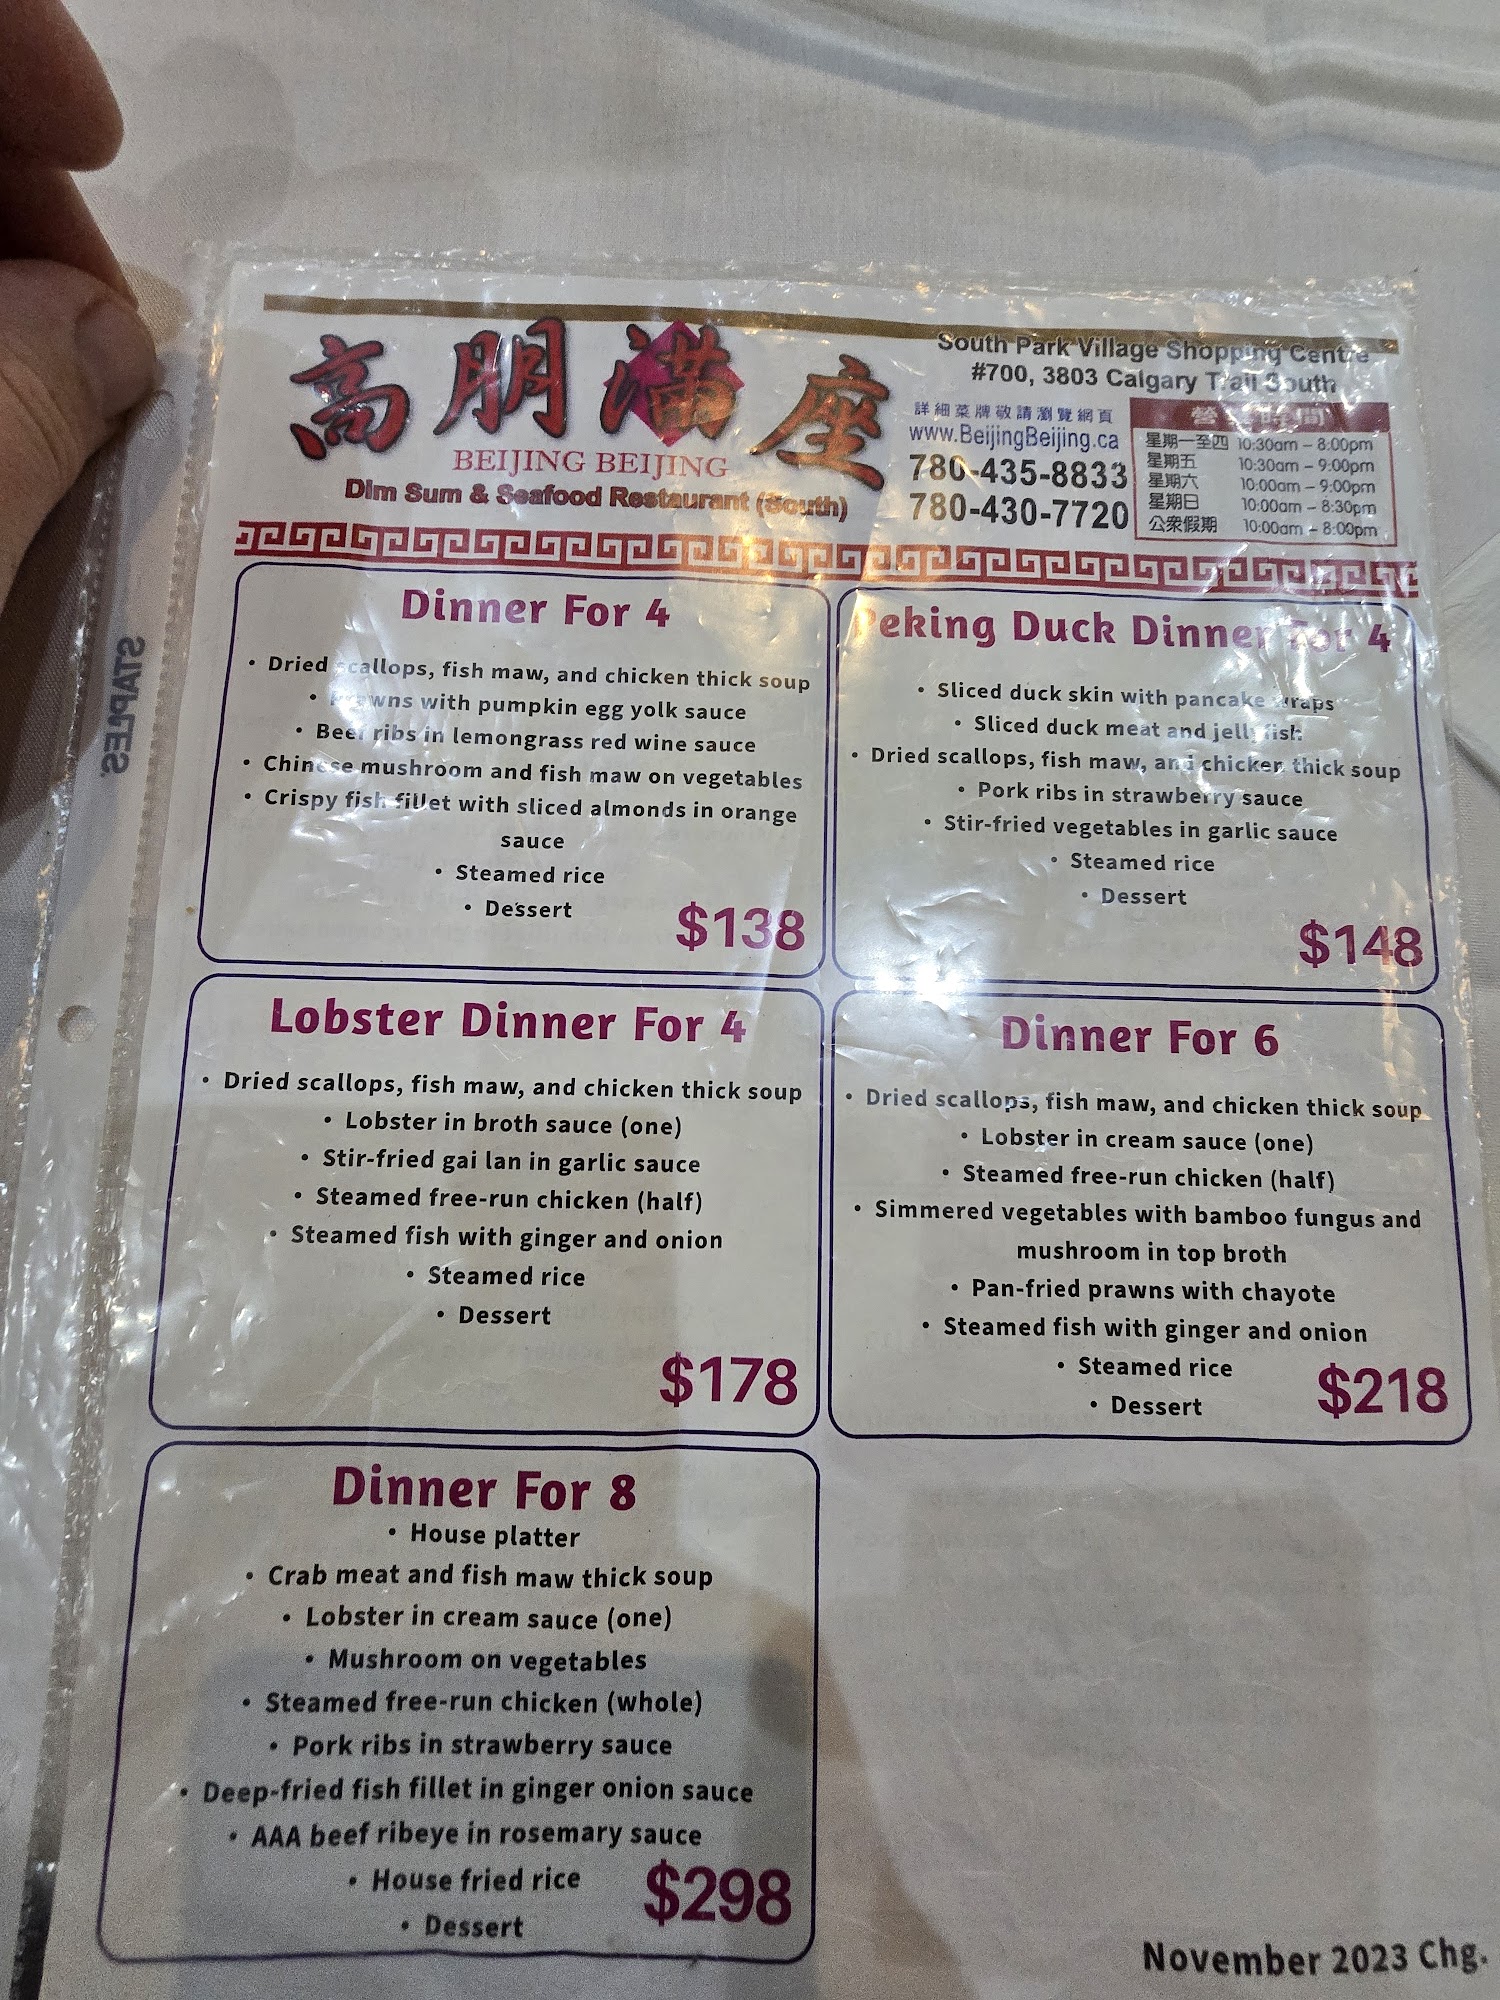 高朋滿座
BEIJING BEIJING
Dim Sum & Seafood Restaurant (South)
South Park Village Shopping Centre
#700, 3803 Calgary Trail South
詳細菜牌敬請瀏覽網頁
www.BeijingBeijing.ca
780-435-8833
780-430-7720
營 時間
星期一至四 10:30am – 8:00pm
星期五 10:30am – 9:00pm
星期六 10:00am – 9:00pm
星期日 10:00am – 8:30pm
公眾假期 10:00am – 8:00pm
STAPLES.
Dinner For 4
• Dried scallops, fish maw, and chicken thick soup
• Prawns with pumpkin egg yolk sauce
• Beef ribs in lemongrass red wine sauce
• Chinese mushroom and fish maw on vegetables
• Crispy fish fillet with sliced almonds in orange
sauce
• Steamed rice
• Dessert
$138
Peking Duck Dinner For 4
• Sliced duck skin with pancake wraps
• Sliced duck meat and jelly fish
• Dried scallops, fish maw, and chicken thick soup
• Pork ribs in strawberry sauce
• Stir-fried vegetables in garlic sauce
• Steamed rice
• Dessert
$148
Lobster Dinner For 4
• Dried scallops, fish maw, and chicken thick soup
• Lobster in broth sauce (one)
• Stir-fried gai lan in garlic sauce
• Steamed free-run chicken (half)
• Steamed fish with ginger and onion
• Steamed rice
• Dessert
$178
Dinner For 6
• Dried scallops, fish maw, and chicken thick soup
• Lobster in cream sauce (one)
• Steamed free-run chicken (half)
• Simmered vegetables with bamboo fungus and
mushroom in top broth
• Pan-fried prawns with chayote
• Steamed fish with ginger and onion
• Steamed rice
• Dessert
$218
Dinner For 8
• House platter
• Crab meat and fish maw thick soup
• Lobster in cream sauce (one)
• Mushroom on vegetables
• Steamed free-run chicken (whole)
• Pork ribs in strawberry sauce
• Deep-fried fish fillet in ginger onion sauce
• AAA beef ribeye in rosemary sauce
• House fried rice
• Dessert
$298
November 2023 Chg.